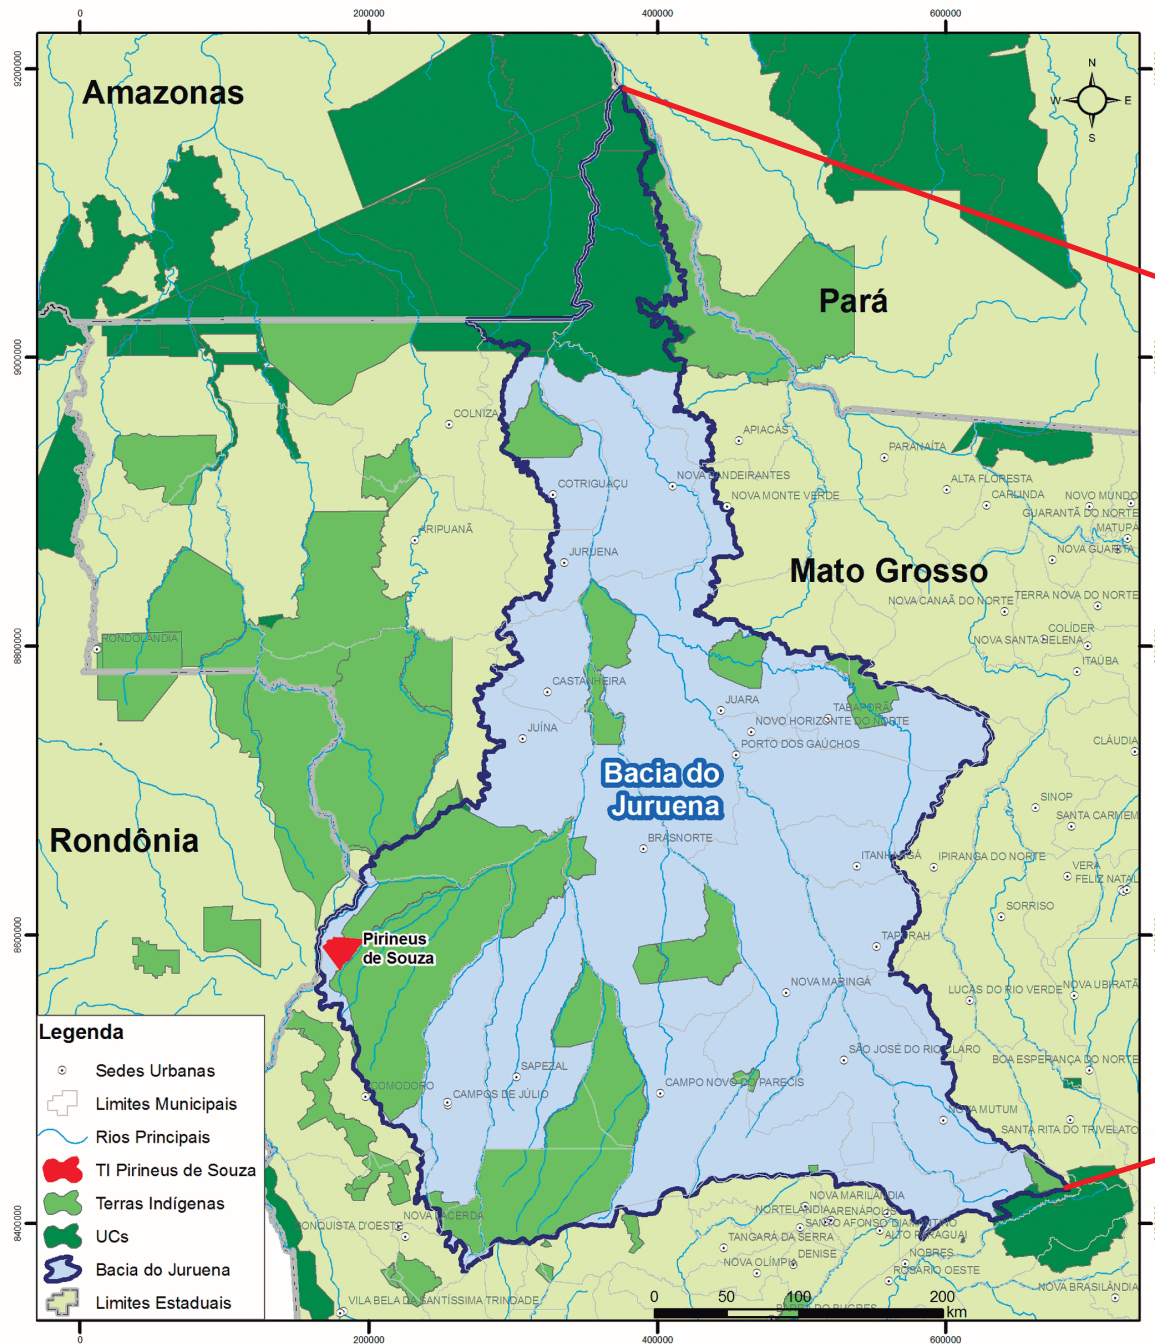 0
200000
400000
600000
9200000
9000000
8800000
8600000
8400000
Amazonas
N
W
E
S
Pará
COLNIZA
APIACÁS
PARANAÍTA
COTRIGUAÇU
NOVA BANDEIRANTES
NOVA MONTE VERDE
ALTA FLORESTA
CARLINDA
NOVO MUNDO
GUARANTÃ DO NORTE
MATUPÁ
ARIPUANÃ
JURUENA
NOVA GUARITA
Mato Grosso
NOVA CANAÃ DO NORTE
TERRA NOVA DO NORTE
RONDOLÂNDIA
COLÍDER
NOVA SANTA HELENA
ITAÚBA
CASTANHEIRA
JUARA
TABAPORÃ
NOVO HORIZONTE DO NORTE
JUÍNA
PORTO DOS GAÚCHOS
CLÁUDIA
Bacia do
Juruena
SINOP
SANTA CARMEM
Rondônia
BRASNORTE
ITANHANGÁ
IPIRANGA DO NORTE
VERA
FELIZ NATAL
SORRISO
Pirineus
de Souza
TAPURAH
NOVA MARINGÁ
LUCAS DO RIO VERDE
NOVA UBIRATÃ
SÃO JOSÉ DO RIO CLARO
BOA ESPERANÇA DO NORTE
SAPEZAL
COMODORO
CAMPOS DE JÚLIO
CAMPO NOVO DO PARECIS
NOVA MUTUM
SANTA RITA DO TRIVELATO
NOVA MARILÂNDIA
NORTELÂNDIA
ARENÁPOLIS
NOVA LACERDA
CONQUISTA D'OESTE
SANTO AFONSO
DIAMANTINO
TANGARÁ DA SERRA
ALTO PARAGUAI
DENISE
NOBRES
NOVA OLÍMPIA
ROSÁRIO OESTE
NOVA BRASILÂNDIA
VILA BELA DA SANTÍSSIMA TRINDADE
BARRA DO BUGRES
Legenda
Sedes Urbanas
Limites Municipais
Rios Principais
TI Pirineus de Souza
Terras Indígenas
UCs
Bacia do Juruena
Limites Estaduais
0
50
100
200
km
0
200000
400000
600000